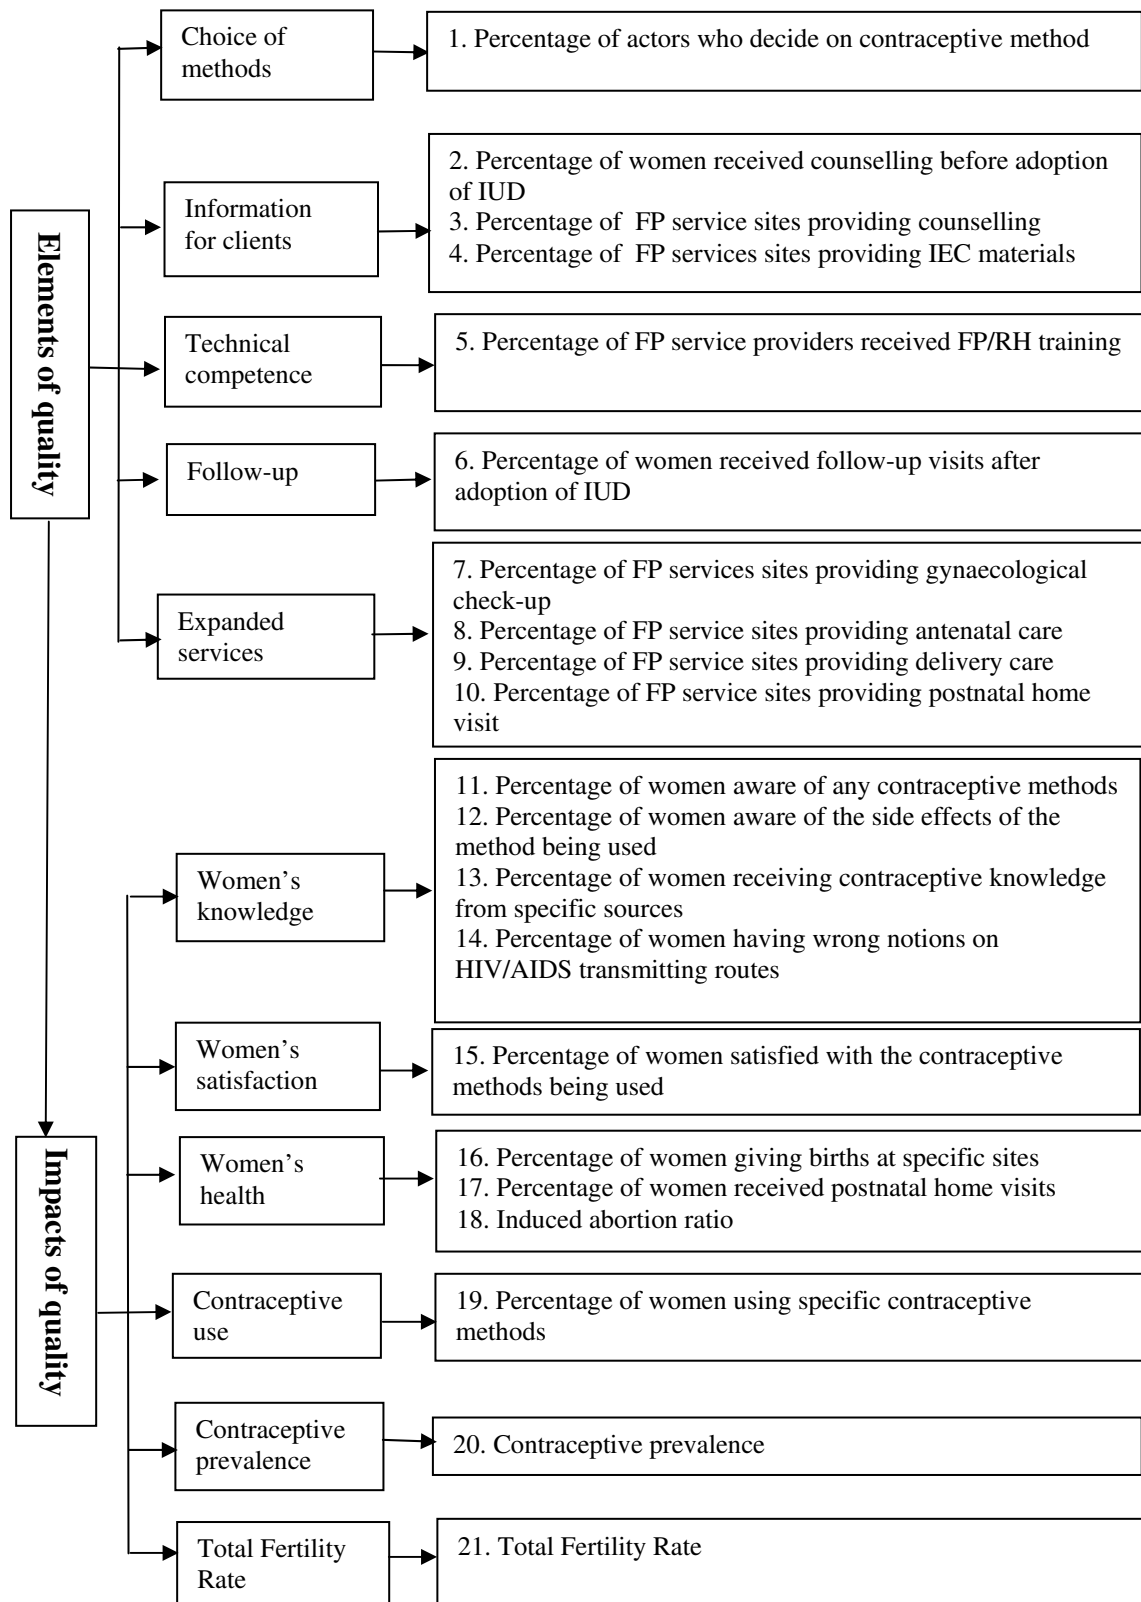 Elements of quality
Choice of
methods
1. Percentage of actors who decide on contraceptive method
Information
for clients
2. Percentage of women received counselling before adoption
of IUD
3. Percentage of  FP service sites providing counselling
4. Percentage of  FP services sites providing IEC materials
Technical
competence
5. Percentage of FP service providers received FP/RH training
Follow-up
6. Percentage of women received follow-up visits after
adoption of IUD
Expanded
services
7. Percentage of FP services sites providing gynaecological
check-up
8. Percentage of FP service sites providing antenatal care
9. Percentage of FP service sites providing delivery care
10. Percentage of FP service sites providing postnatal home
visit
Impacts of quality
Women’s
knowledge
11. Percentage of women aware of any contraceptive methods
12. Percentage of women aware of the side effects of the
method being used
13. Percentage of women receiving contraceptive knowledge
from specific sources
14. Percentage of women having wrong notions on
HIV/AIDS transmitting routes
Women’s
satisfaction
15. Percentage of women satisfied with the contraceptive
methods being used
Women’s
health
16. Percentage of women giving births at specific sites
17. Percentage of women received postnatal home visits
18. Induced abortion ratio
Contraceptive
use
19. Percentage of women using specific contraceptive
methods
Contraceptive
prevalence
20. Contraceptive prevalence
Total Fertility
Rate
21. Total Fertility Rate